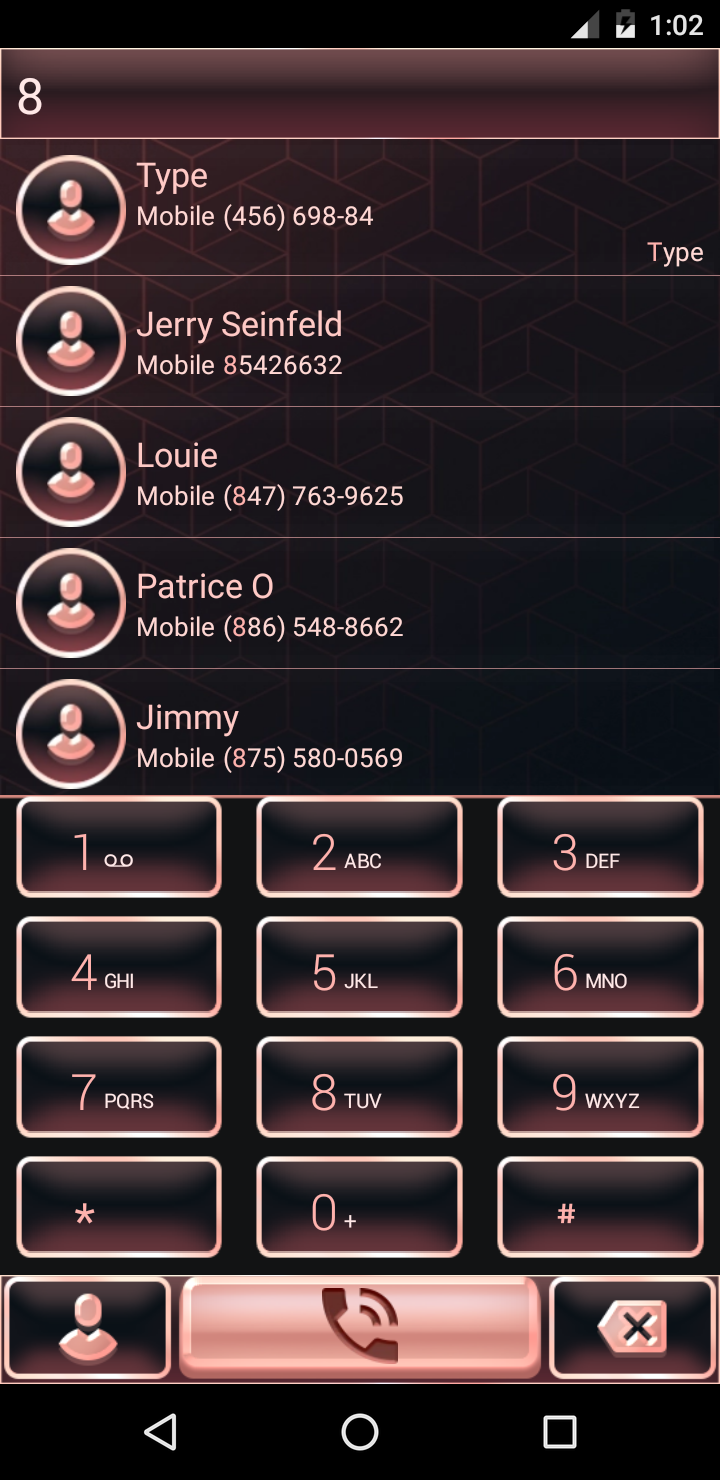 1:02
8
Type
Mobile (456) 698-84
Type
Jerry Seinfeld
Mobile 85426632
Louie
Mobile (847) 763-9625
Patrice O
Mobile (886) 548-8662
Jimmy
Mobile (875) 580-0569
1
2 ABC
3 DEF
4 GHI
5 JKL
6 MNO
7 PQRS
8 TUV
9 WXYZ
*
0 +
#